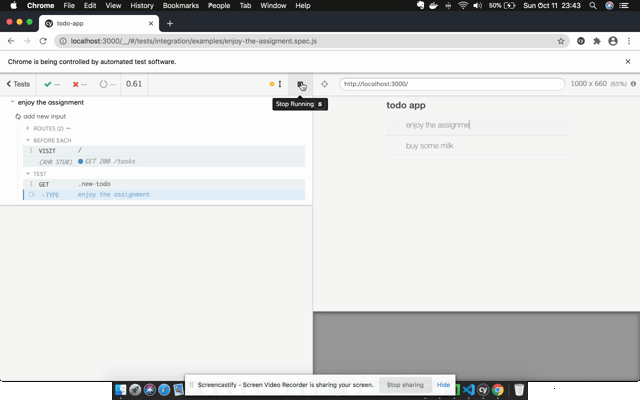 Chrome File Edit View History Bookmarks People Tab Window Help 50% Sun Oct 11 23:43
cy todo-app
localhost:3000/__/#/tests/integration/examples/enjoy-the-assigment.spec.js
Chrome is being controlled by automated test software.
Tests -- -- -- 0.61
http://localhost:3000/ 1000 x 660 (65%)
Stop Running s
enjoy the assignment
add new input
ROUTES (2)
BEFORE EACH
1 VISIT /
(XHR STUB) GET 200 /tasks
TEST
1 GET .new-todo
-TYPE enjoy the assignment
todo app
enjoy the assignme
buy some milk
Screencastify - Screen Video Recorder is sharing your screen. Stop sharing Hide